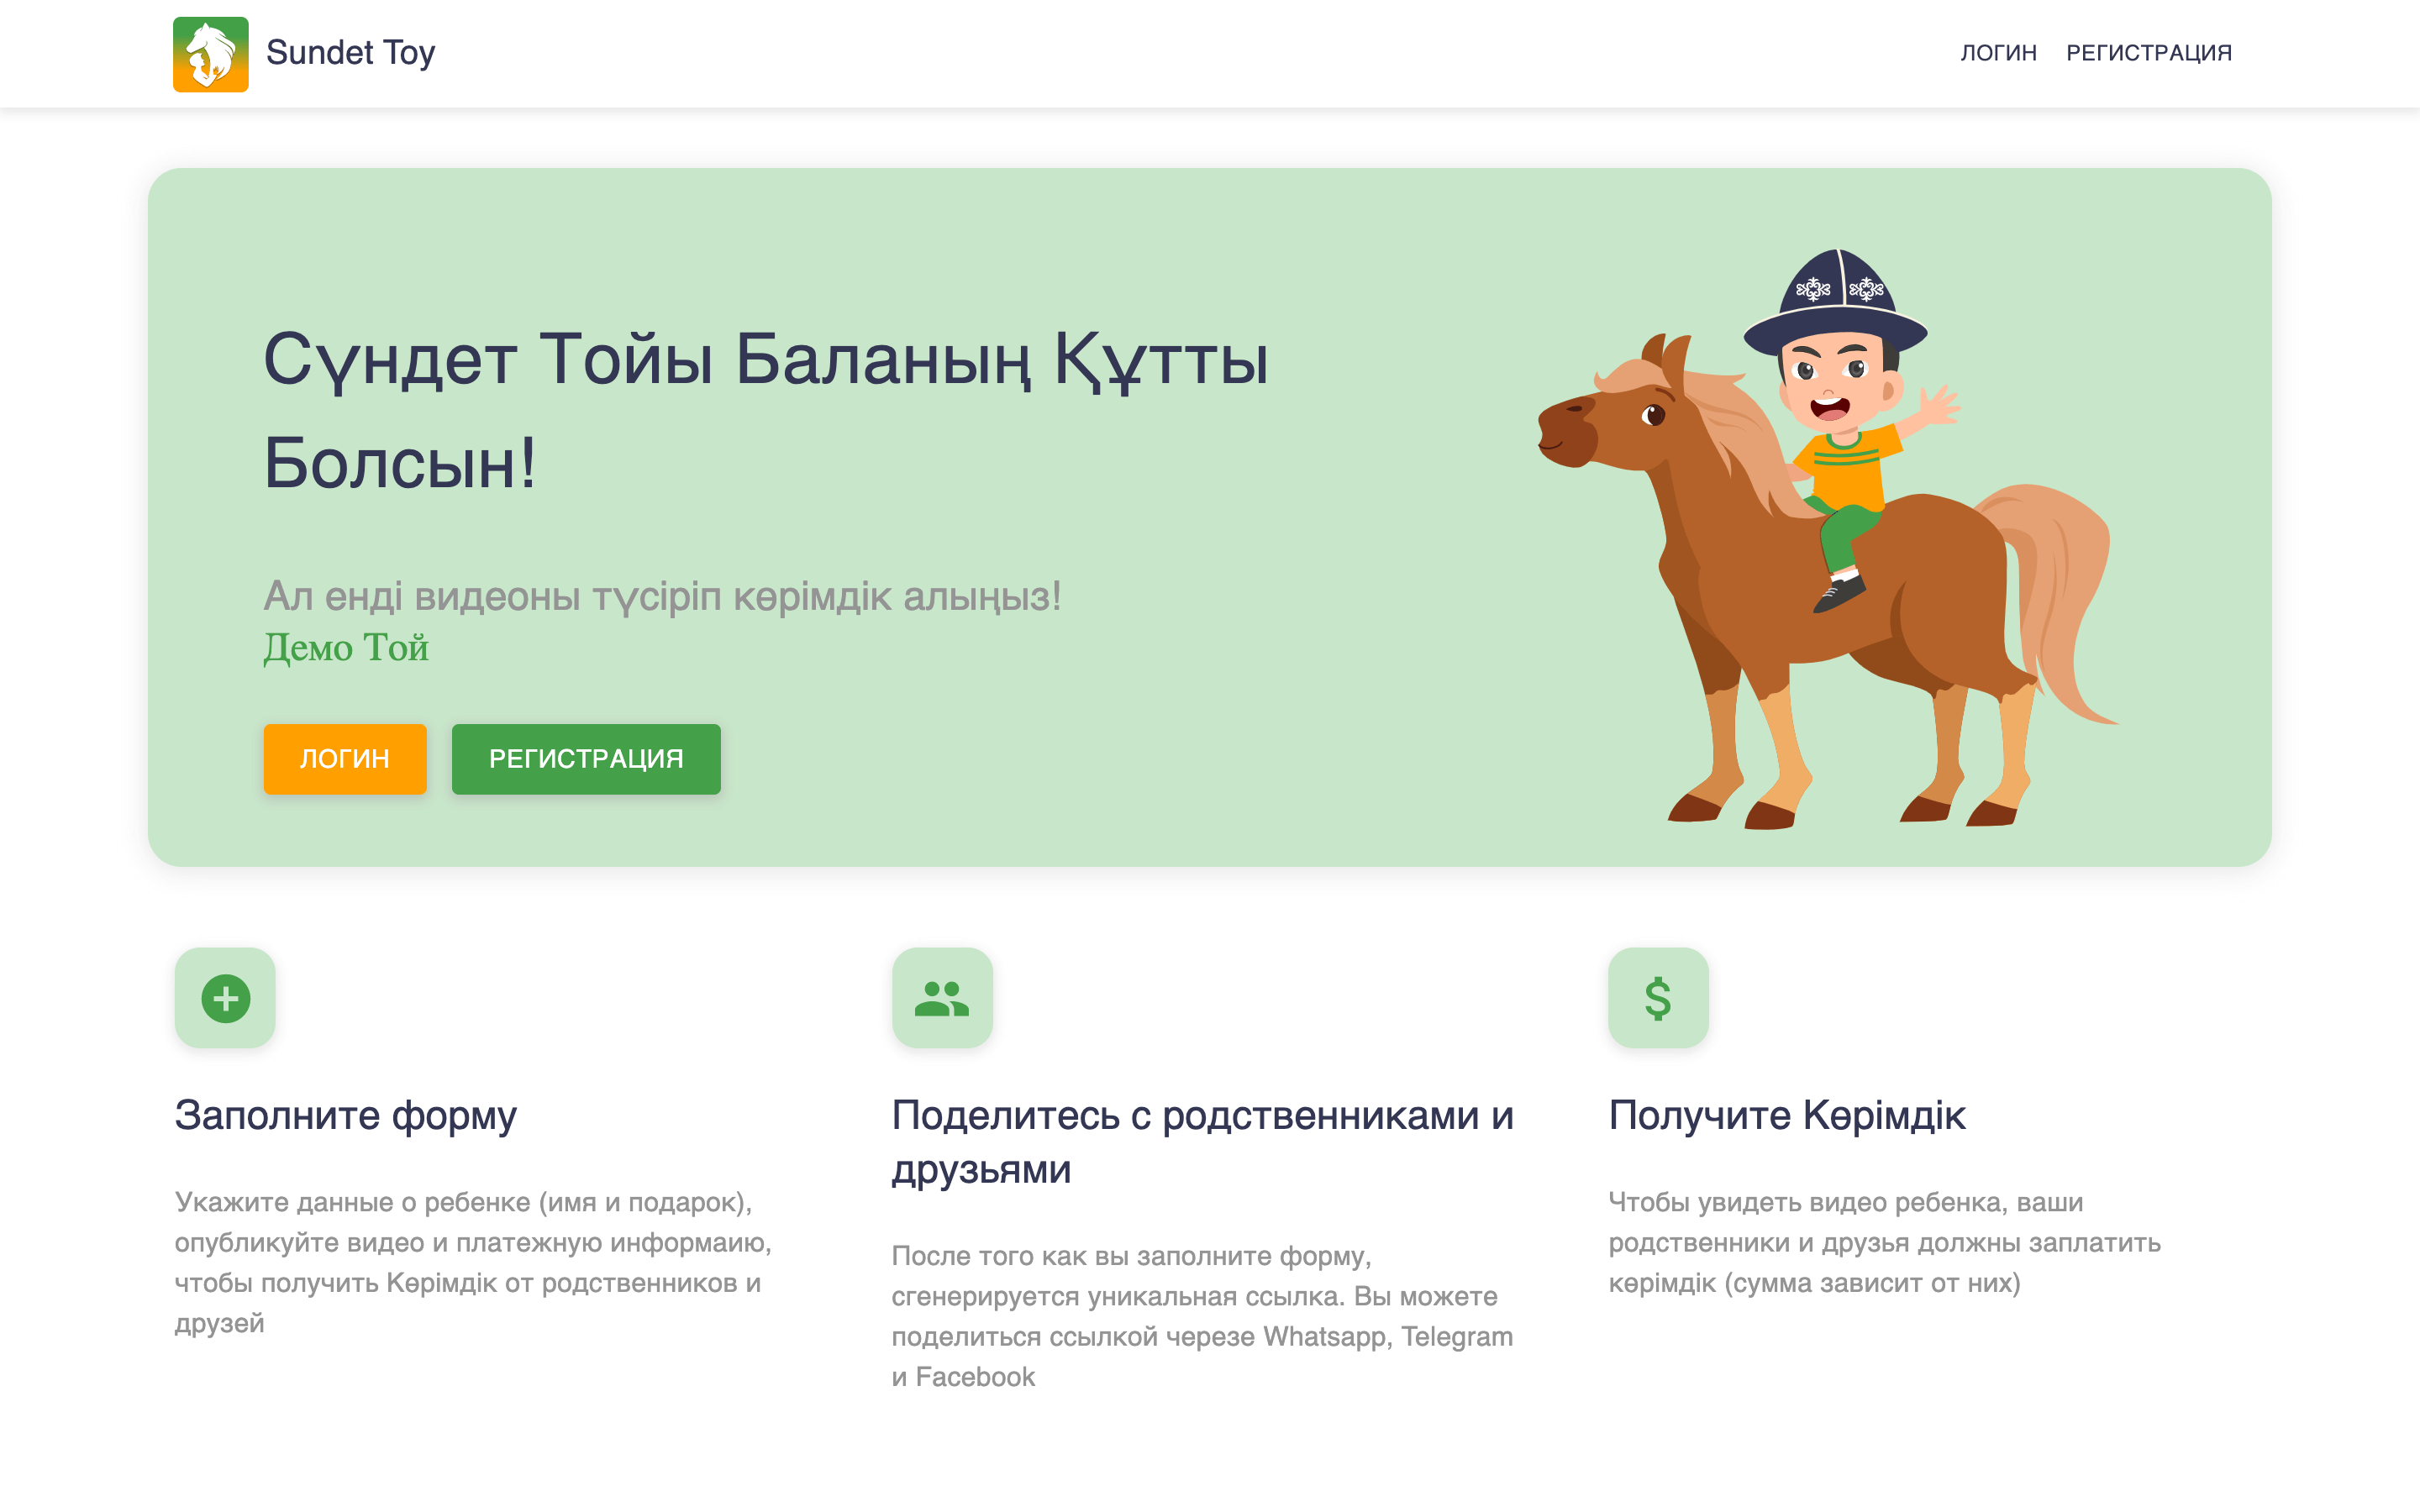 Sundet Toy
ЛОГИН РЕГИСТРАЦИЯ
Сүндет Тойы Баланың Құтты
Болсын!
Ал енді видеоны түсіріп көрімдік алыңыз!
Демо Той
ЛОГИН РЕГИСТРАЦИЯ
Заполните форму
Укажите данные о ребенке (имя и подарок),
опубликуйте видео и платежную информаию,
чтобы получить Көрімдік от родственников и
друзей
Поделитесь с родственниками и
друзьями
После того как вы заполните форму,
сгенерируется уникальная ссылка. Вы можете
поделиться ссылкой черезе Whatsapp, Telegram
и Facebook
Получите Көрімдік
Чтобы увидеть видео ребенка, ваши
родственники и друзья должны заплатить
көрімдік (сумма зависит от них)